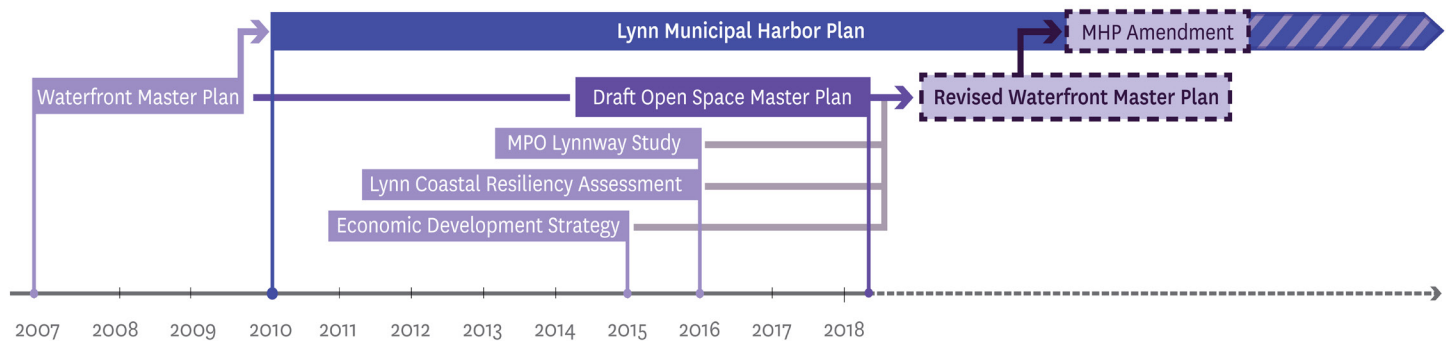 Lynn Municipal Harbor Plan
MHP Amendment
Waterfront Master Plan
Draft Open Space Master Plan
Revised Waterfront Master Plan
MPO Lynnway Study
Lynn Coastal Resiliency Assessment
Economic Development Strategy
2007 2008 2009 2010 2011 2012 2013 2014 2015 2016 2017 2018